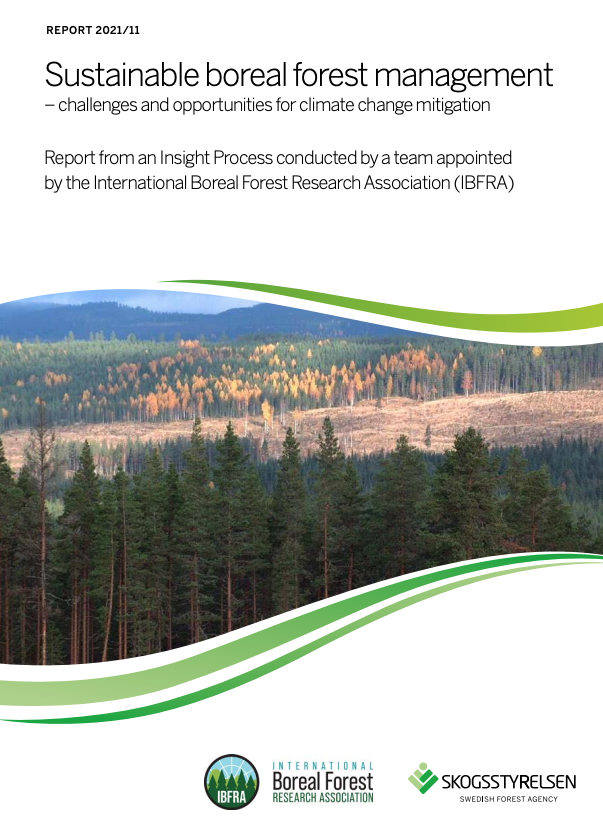 REPORT 2021/11
Sustainable boreal forest management
– challenges and opportunities for climate change mitigation
Report from an Insight Process conducted by a team appointed
by the International Boreal Forest Research Association (IBFRA)
IBFRA
INTERNATIONAL
Boreal Forest
RESEARCH ASSOCIATION
SKOGSSTYRELSEN
SWEDISH FOREST AGENCY